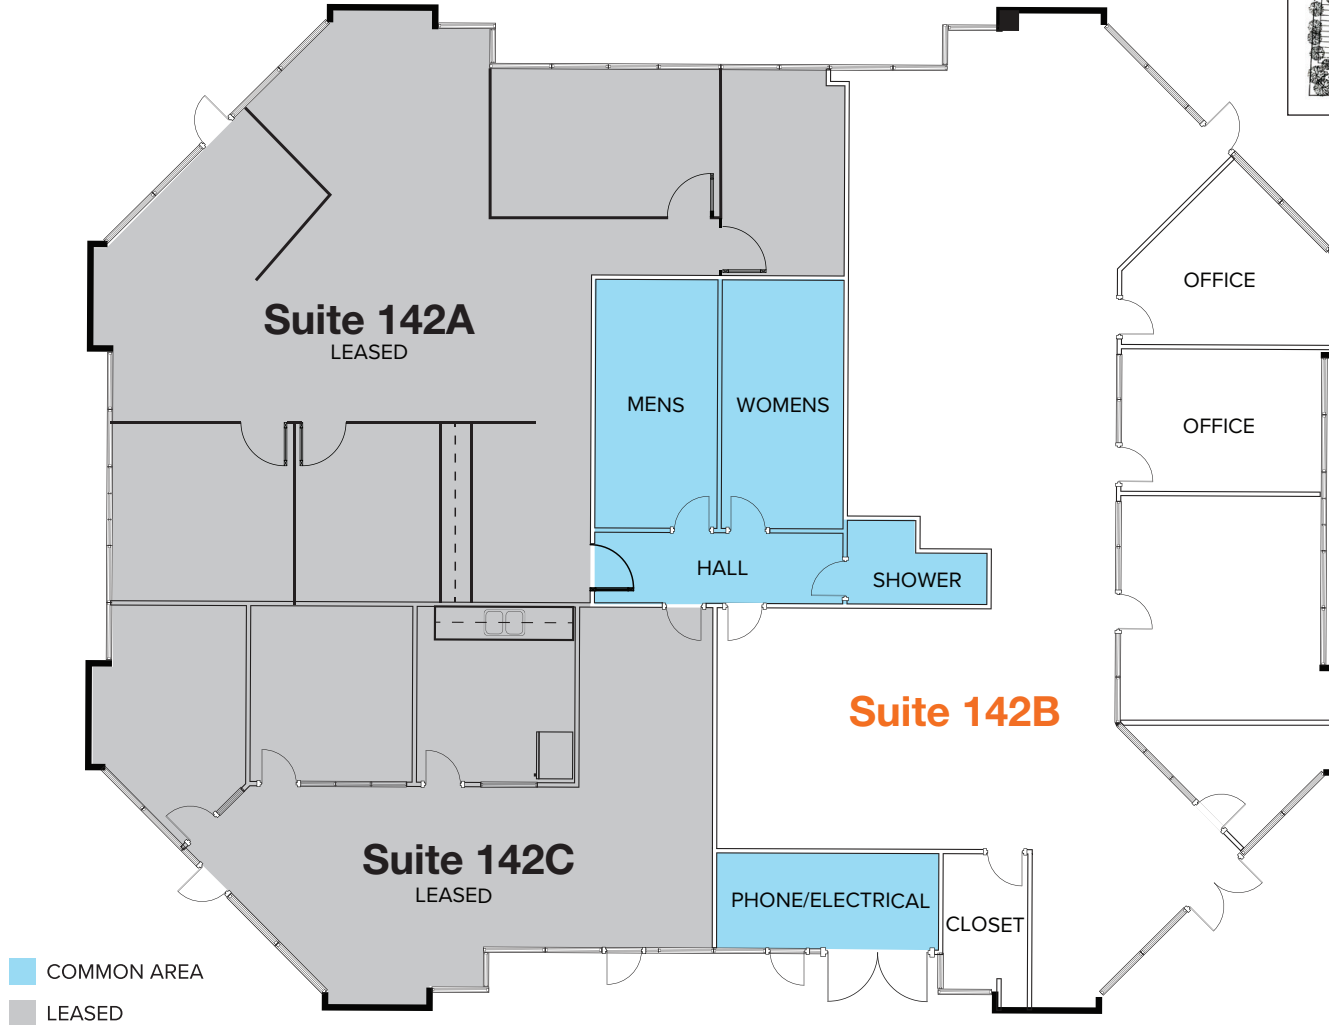 OFFICE
Suite 142A
LEASED
MENS
WOMENS
OFFICE
HALL
SHOWER
Suite 142B
Suite 142C
LEASED
PHONE/ELECTRICAL
CLOSET
COMMON AREA
LEASED